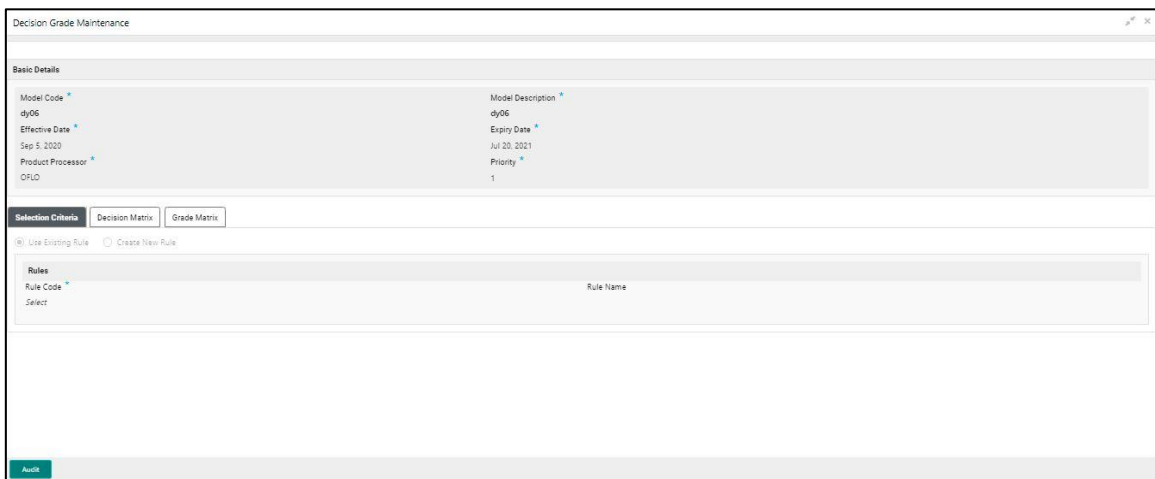 Decision Grade Maintenance
Basic Details
Model Code * Model Description *
dy06 dy06
Effective Date * Expiry Date *
Sep 5, 2020 Jul 20, 2021
Product Processor * Priority *
OFLO 1
Selection Criteria Decision Matrix Grade Matrix
Use Existing Rule Create New Rule
Rules
Rule Code * Rule Name
Select
Audit